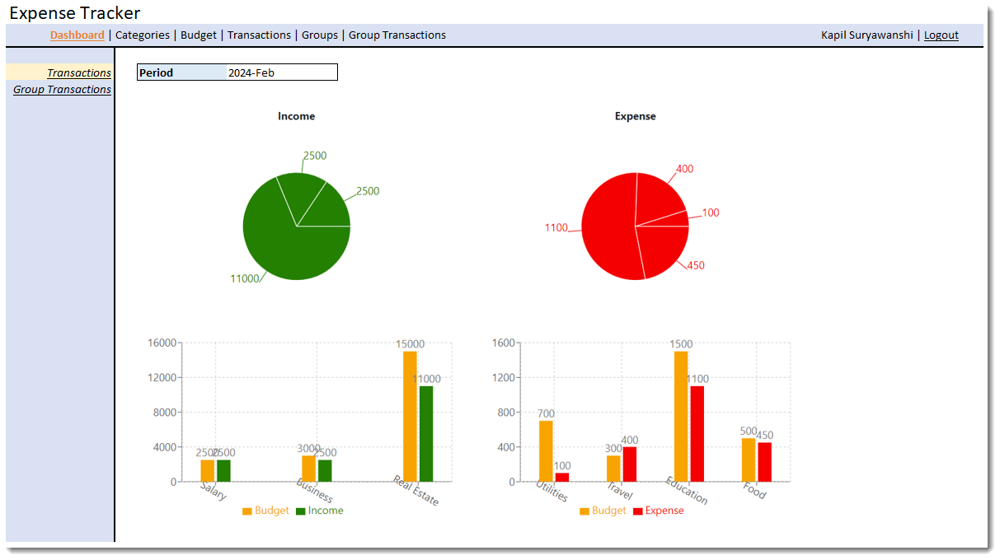 Expense Tracker
Dashboard | Categories | Budget | Transactions | Groups | Group Transactions
Kapil Suryawanshi | Logout
Transactions
Group Transactions
Period 2024-Feb
Income
2500
2500
11000
Expense
400
100
1100
450
16000
12000
8000
4000
0
2500
2500
3000
2500
15000
11000
Salary
Business
Real Estate
Budget Income
1600
1200
800
400
0
700
100
300
400
1500
1100
500
450
Utilities
Travel
Education
Food
Budget Expense